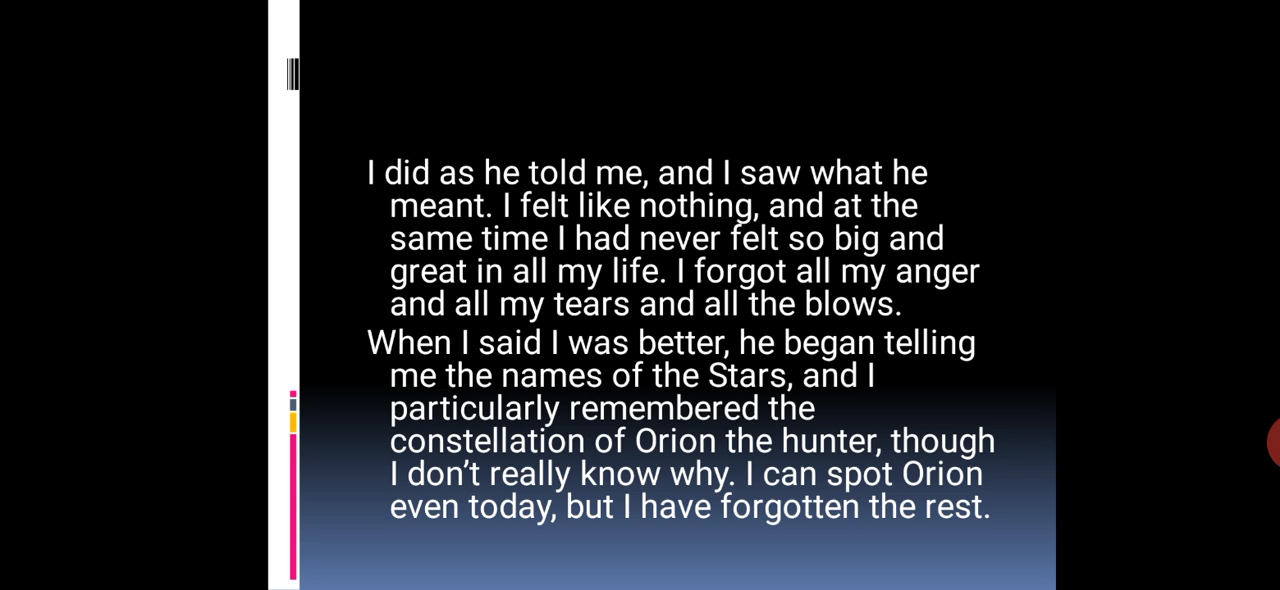 I did as he told me, and I saw what he
meant. I felt like nothing, and at the
same time I had never felt so big and
great in all my life. I forgot all my anger
and all my tears and all the blows.
When I said I was better, he began telling
me the names of the Stars, and I
particularly remembered the
constellation of Orion the hunter, though
I don’t really know why. I can spot Orion
even today, but I have forgotten the rest.